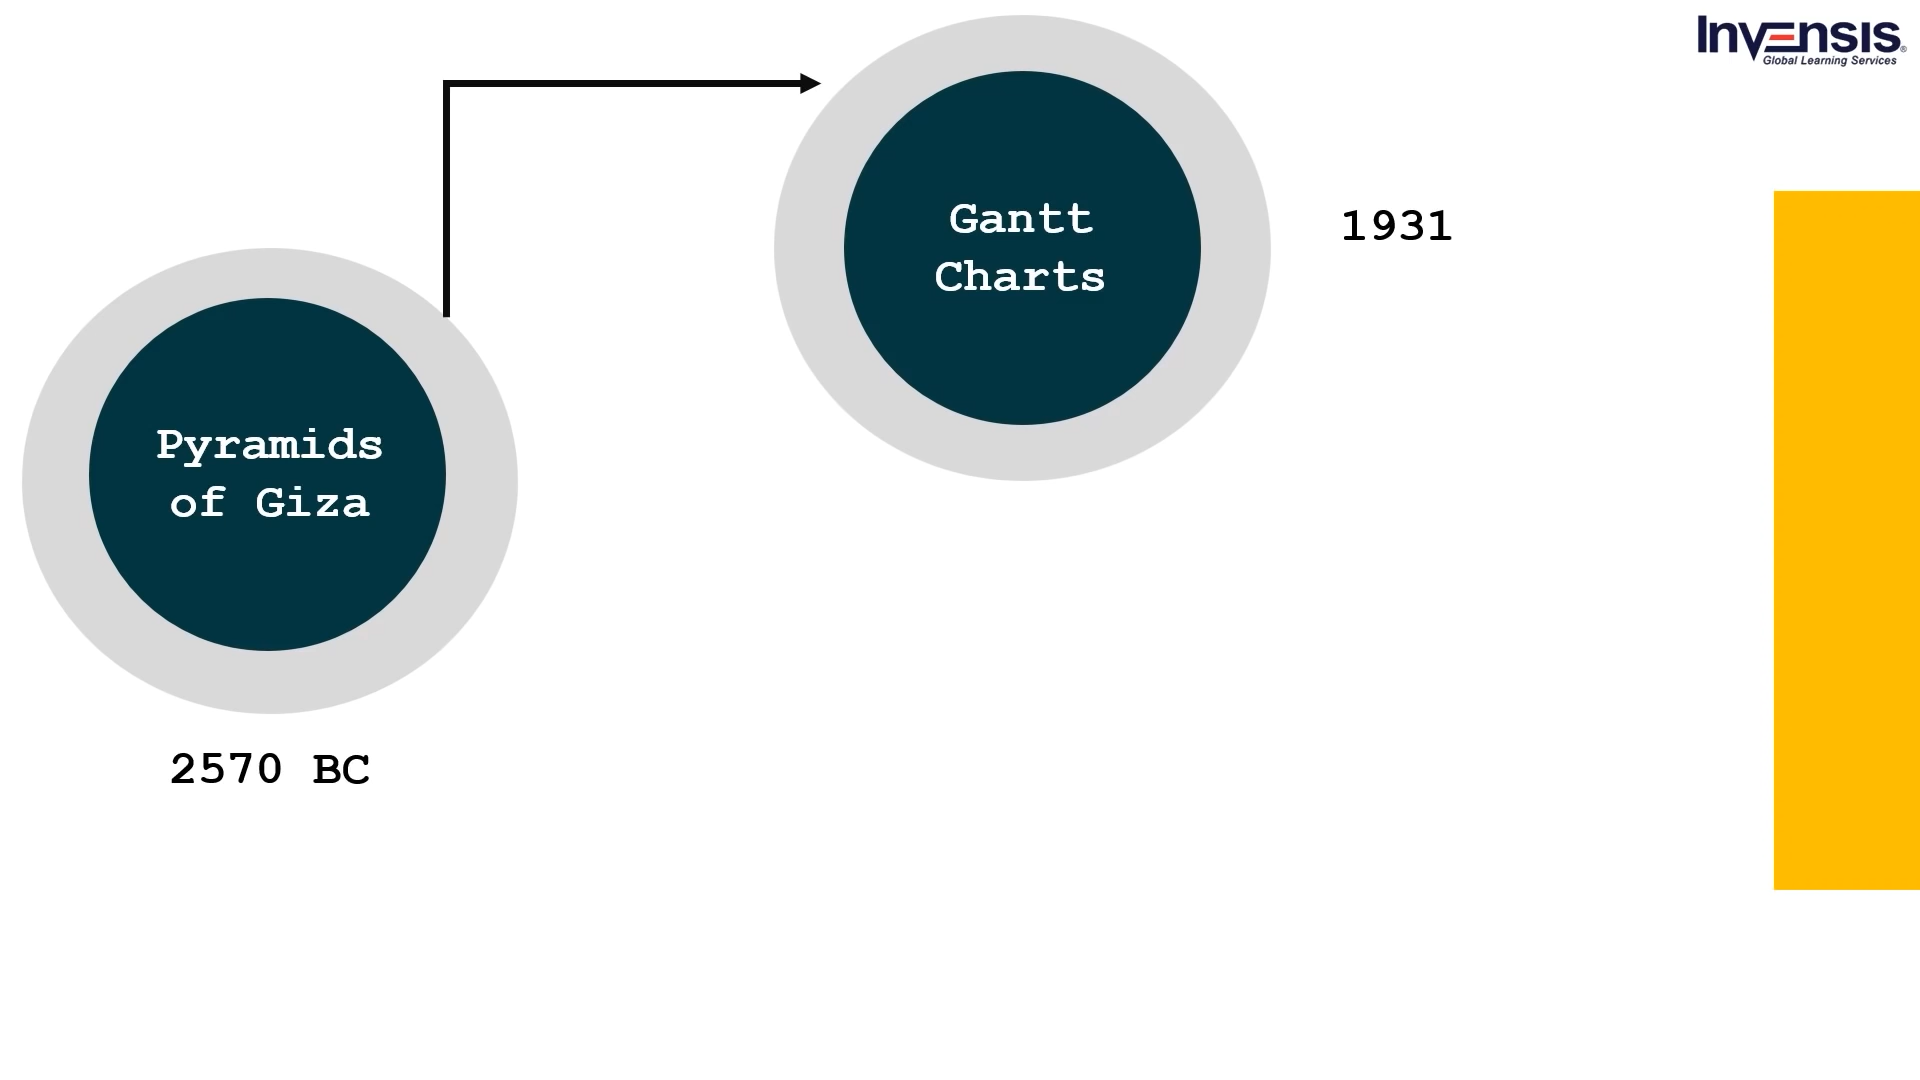 Invensis®
Global Learning Services
Gantt
Charts
1931
Pyramids
of Giza
2570 BC